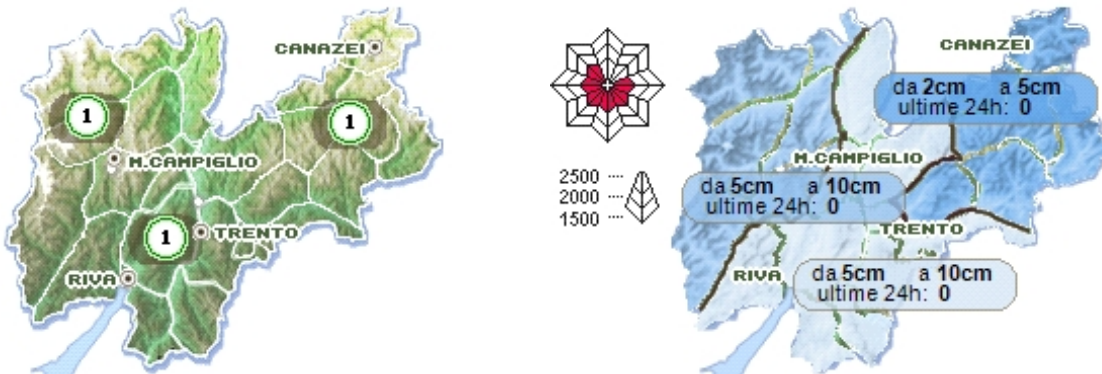 CANAZEI
1
1
M.CAMPIGLIO
1
TRENTO
RIVA
2500
2000
1500
CANAZEI
da 2cm a 5cm
ultime 24h: 0
M.CAMPIGLIO
da 5cm a 10cm
ultime 24h: 0
TRENTO
RIVA
da 5cm a 10cm
ultime 24h: 0